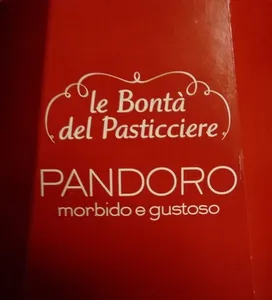 le Bontà
del Pasticciere
PANDORO
morbido e gustoso